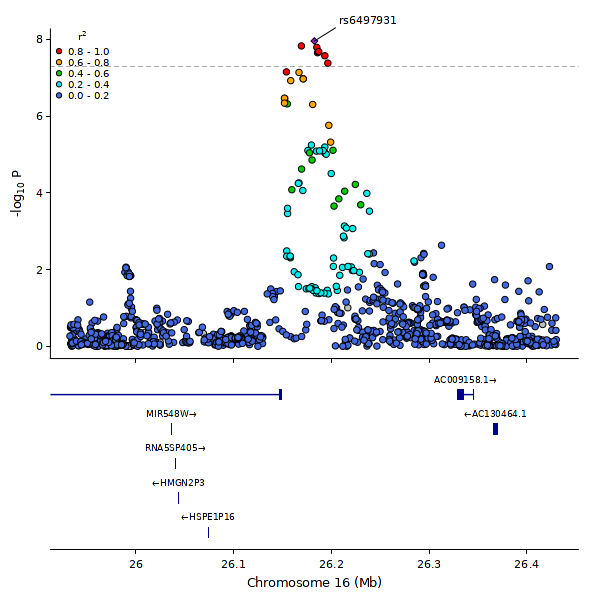 rs6497931
r²
0.8 - 1.0
0.6 - 0.8
0.4 - 0.6
0.2 - 0.4
0.0 - 0.2
-log₁₀ P
8
6
4
2
0
AC009158.1→
MIR548W→
←AC130464.1
RNA5SP405→
←HMGN2P3
←HSPE1P16
26
26.1
26.2
26.3
26.4
Chromosome 16 (Mb)